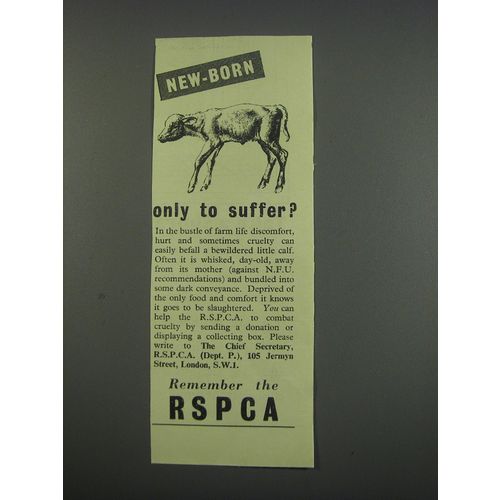 NEW-BORN
only to suffer?
In the bustle of farm life discomfort,
hurt and sometimes cruelty can
easily befall a bewildered little calf.
Often it is whisked, day-old, away
from its mother (against N.F.U.
recommendations) and bundled into
some dark conveyance. Deprived of
the only food and comfort it knows
it goes to be slaughtered. You can
help the R.S.P.C.A. to combat
cruelty by sending a donation or
displaying a collecting box. Please
write to The Chief Secretary,
R.S.P.C.A. (Dept. P.), 105 Jermyn
Street, London, S.W.1.
Remember the
RSPCA